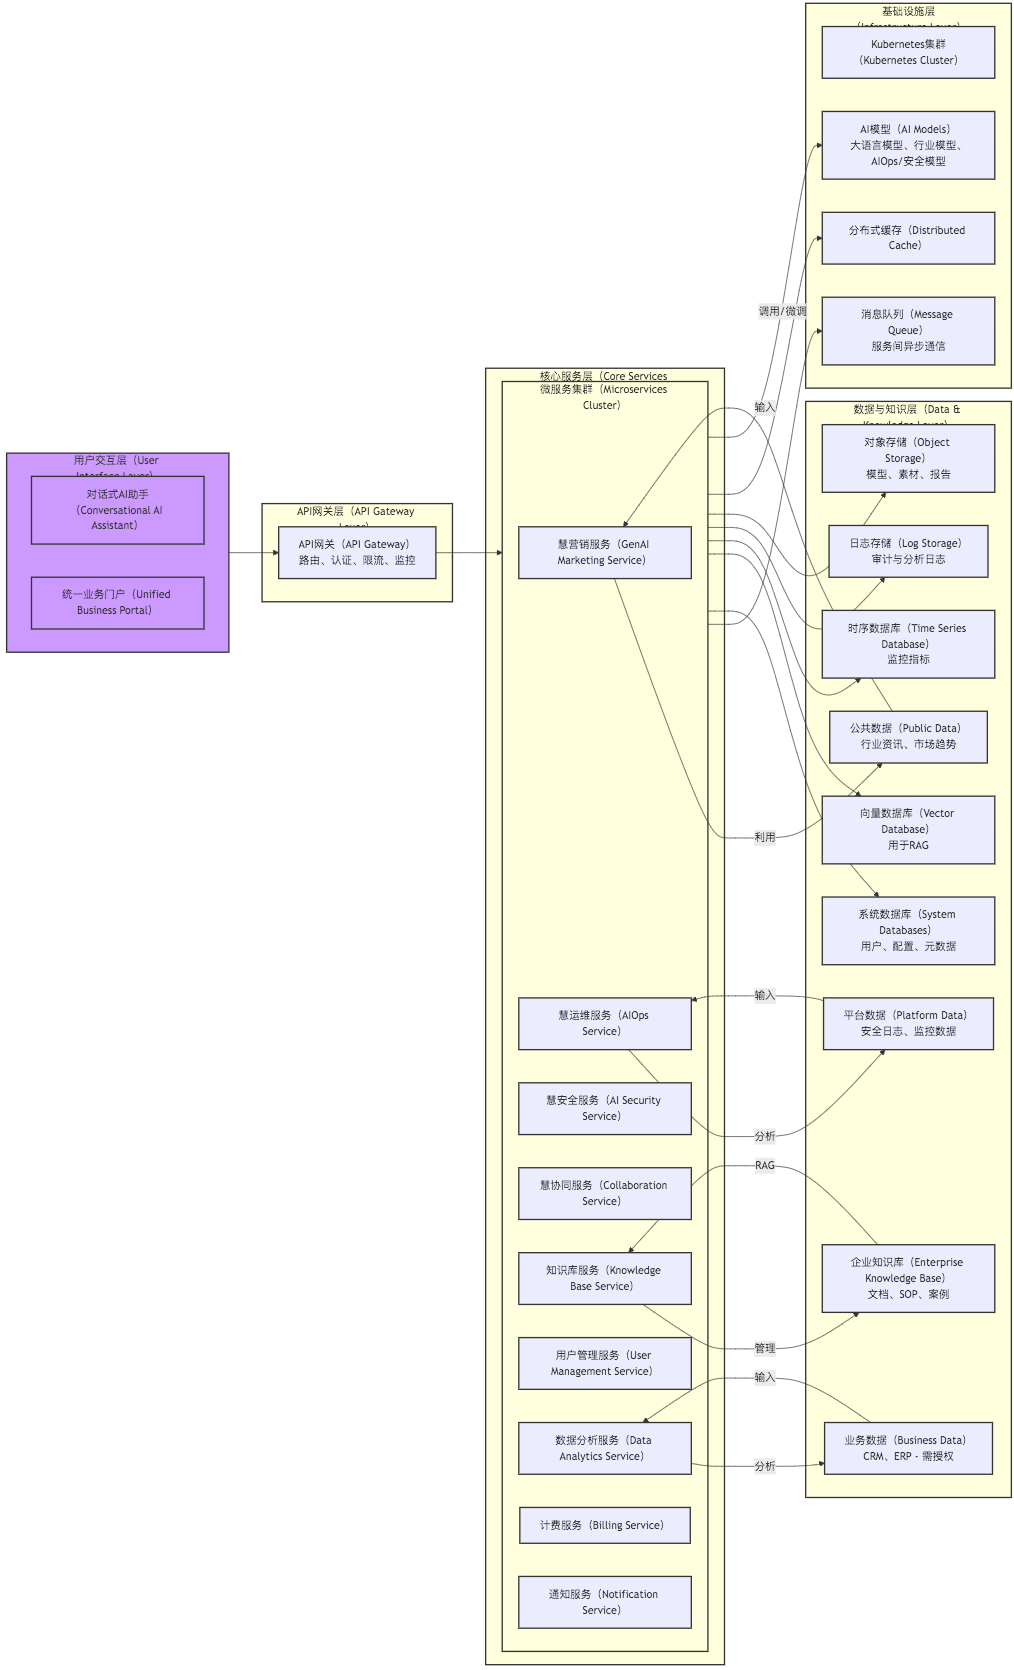 基础设施层
Kubernetes集群
（Kubernetes Cluster）
AI模型（AI Models）
大语言模型、行业模型、
AIOps/安全模型
分布式缓存（Distributed
Cache）
消息队列（Message
Queue）
服务间异步通信
调用/微调
核心服务层（Core Services
微服务集群（Microservices
Cluster）
输入
数据与知识层（Data &
对象存储（Object
Storage）
模型、素材、报告
用户交互层（User
对话式AI助手
（Conversational AI
Assistant）
统一业务门户（Unified
Business Portal）
API网关层（API Gateway
API网关（API Gateway）
路由、认证、限流、监控
慧营销服务（GenAI
Marketing Service）
日志存储（Log Storage）
审计与分析日志
时序数据库（Time Series
Database）
监控指标
公共数据（Public Data）
行业资讯、市场趋势
利用
向量数据库（Vector
Database）
用于RAG
系统数据库（System
Databases）
用户、配置、元数据
慧运维服务（AIOps
Service）
输入
平台数据（Platform Data）
安全日志、监控数据
慧安全服务（AI Security
Service）
分析
RAG
慧协同服务（Collaboration
Service）
知识库服务（Knowledge
Base Service）
企业知识库（Enterprise
Knowledge Base）
文档、SOP、案例
管理
用户管理服务（User
Management Service）
输入
数据分析服务（Data
Analytics Service）
分析
业务数据（Business Data）
CRM、ERP - 需授权
计费服务（Billing Service）
通知服务（Notification
Service）